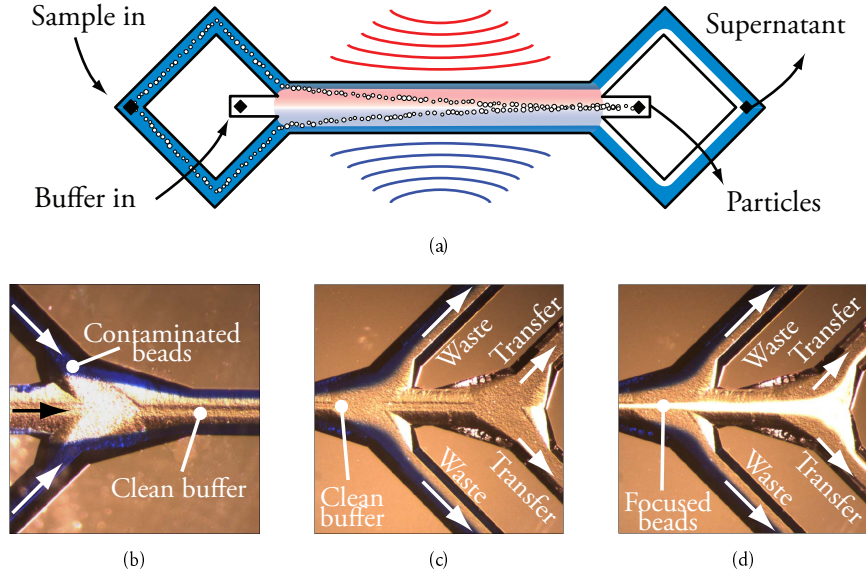 Sample in
Supernatant
Buffer in
Particles
(a)
Contaminated
beads
Clean buffer
Waste
Transfer
Clean
buffer
Waste
Transfer
Waste
Transfer
Focused
beads
Waste
Transfer
(b)
(c)
(d)